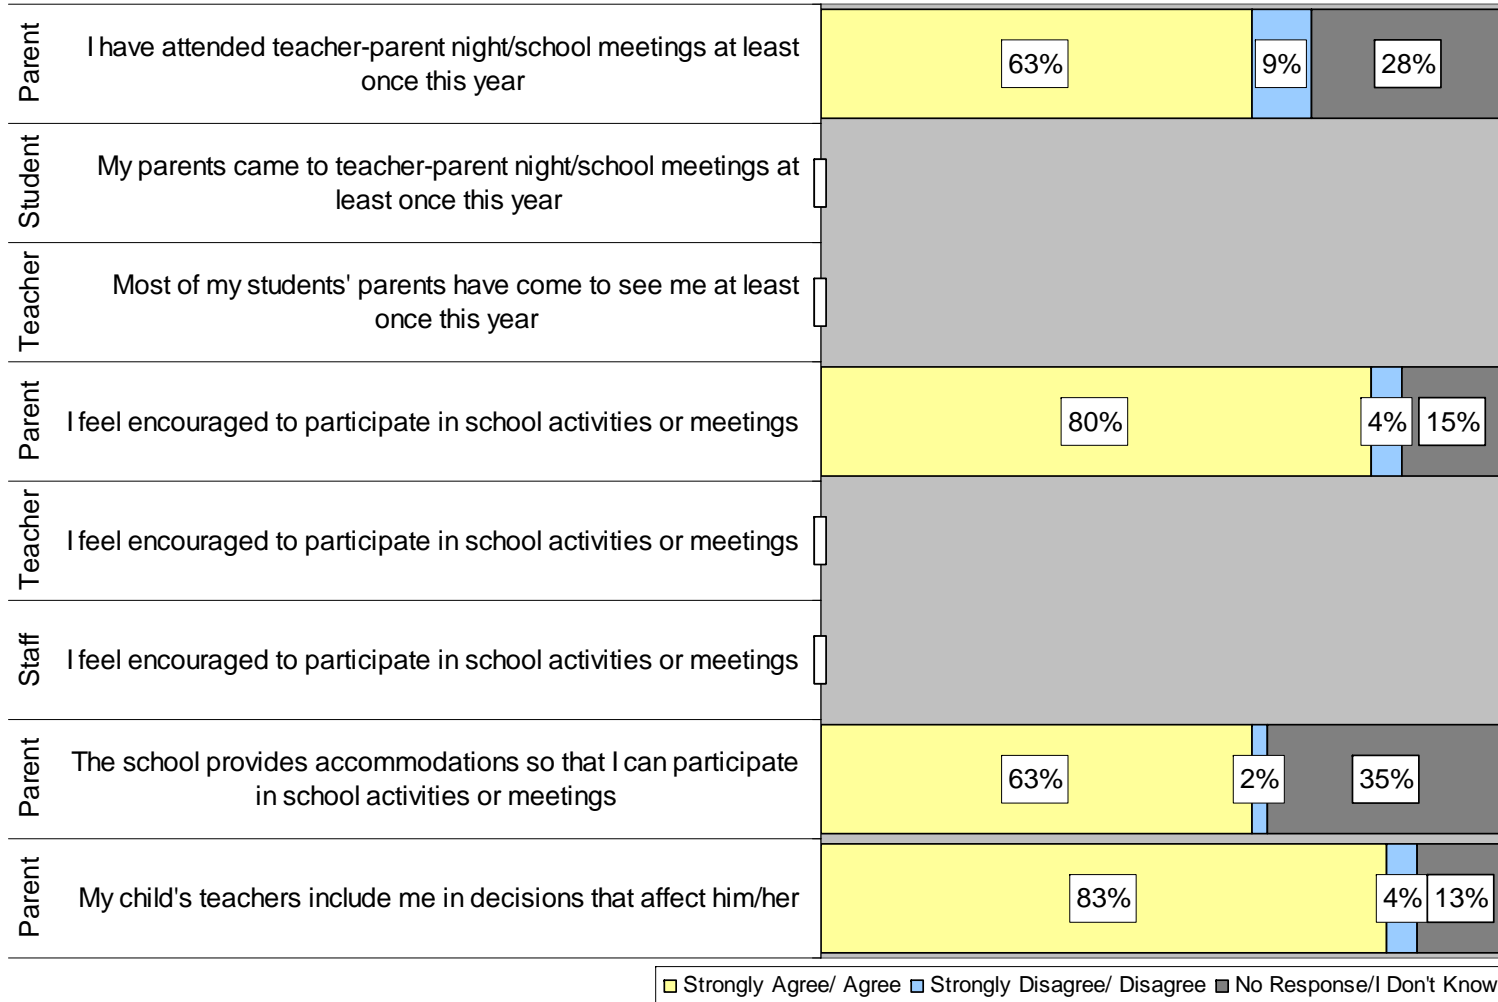 Parent
I have attended teacher-parent night/school meetings at least
once this year
63%
9%
28%
Student
My parents came to teacher-parent night/school meetings at
least once this year
Teacher
Most of my students' parents have come to see me at least
once this year
Parent
I feel encouraged to participate in school activities or meetings
80%
4%
15%
Teacher
I feel encouraged to participate in school activities or meetings
Staff
I feel encouraged to participate in school activities or meetings
Parent
The school provides accommodations so that I can participate
in school activities or meetings
63%
2%
35%
Parent
My child's teachers include me in decisions that affect him/her
83%
4%
13%
Strongly Agree/ Agree
Strongly Disagree/ Disagree
No Response/I Don't Know